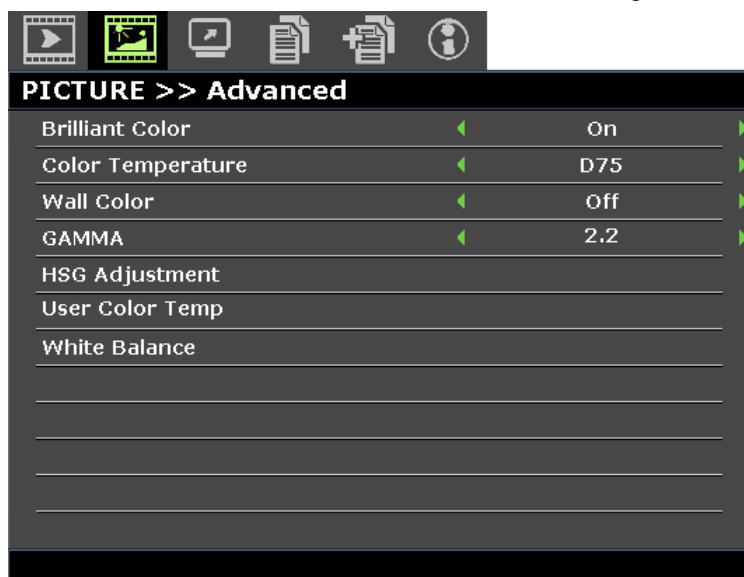 PICTURE >> Advanced
Brilliant Color On
Color Temperature D75
Wall Color Off
GAMMA 2.2
HSG Adjustment
User Color Temp
White Balance